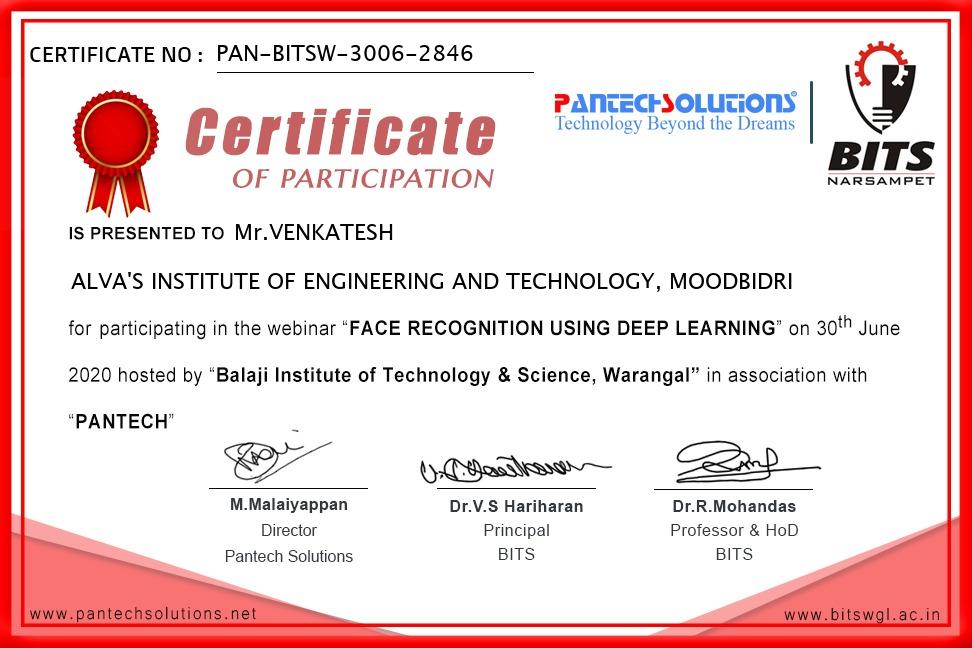 CERTIFICATE NO : PAN-BITSW-3006-2846
PANTECHSOLUTIONS®
Technology Beyond the Dreams
BITS
NARSAMPET
Certificate
OF PARTICIPATION
IS PRESENTED TO Mr.VENKATESH
ALVA'S INSTITUTE OF ENGINEERING AND TECHNOLOGY, MOODBIDRI
for participating in the webinar “FACE RECOGNITION USING DEEP LEARNING” on 30th June
2020 hosted by “Balaji Institute of Technology & Science, Warangal” in association with
“PANTECH”
M.Malaiyappan
Director
Pantech Solutions
Dr.V.S Hariharan
Principal
BITS
Dr.R.Mohandas
Professor & HoD
BITS
www.pantechsolutions.net
www.bitswgl.ac.in